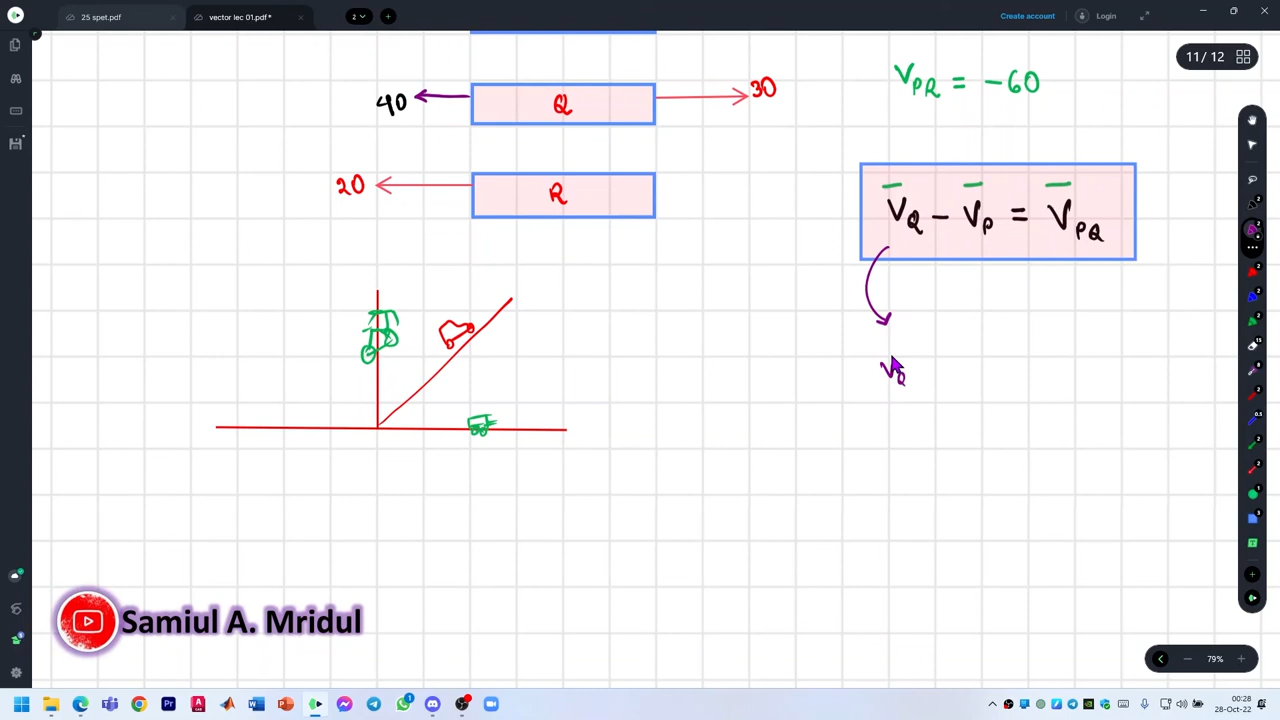 25 spet.pdf
vector lec 01.pdf*
2
Create account
Login
11 / 12
V_PR = -60
40
Q
30
20
R
V̅_Q - V̅_P = V̅_PQ
V_Q
Samiul A. Mridul
79%
00:28
28-Oct-22